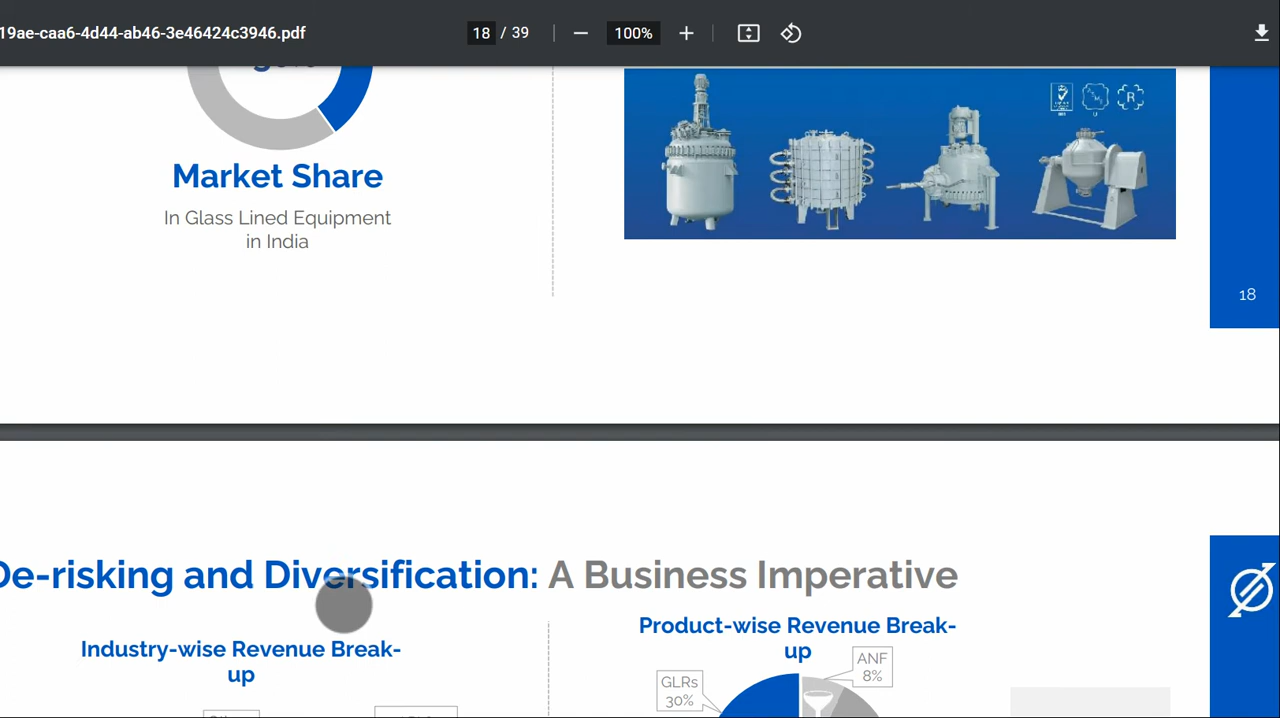 19ae-caa6-4d44-ab46-3e46424c3946.pdf
18 / 39
100%
Market Share
In Glass Lined Equipment
in India
R
U
18
De-risking and Diversification: A Business Imperative
Industry-wise Revenue Break-
up
Product-wise Revenue Break-
up
ANF
8%
GLRs
30%